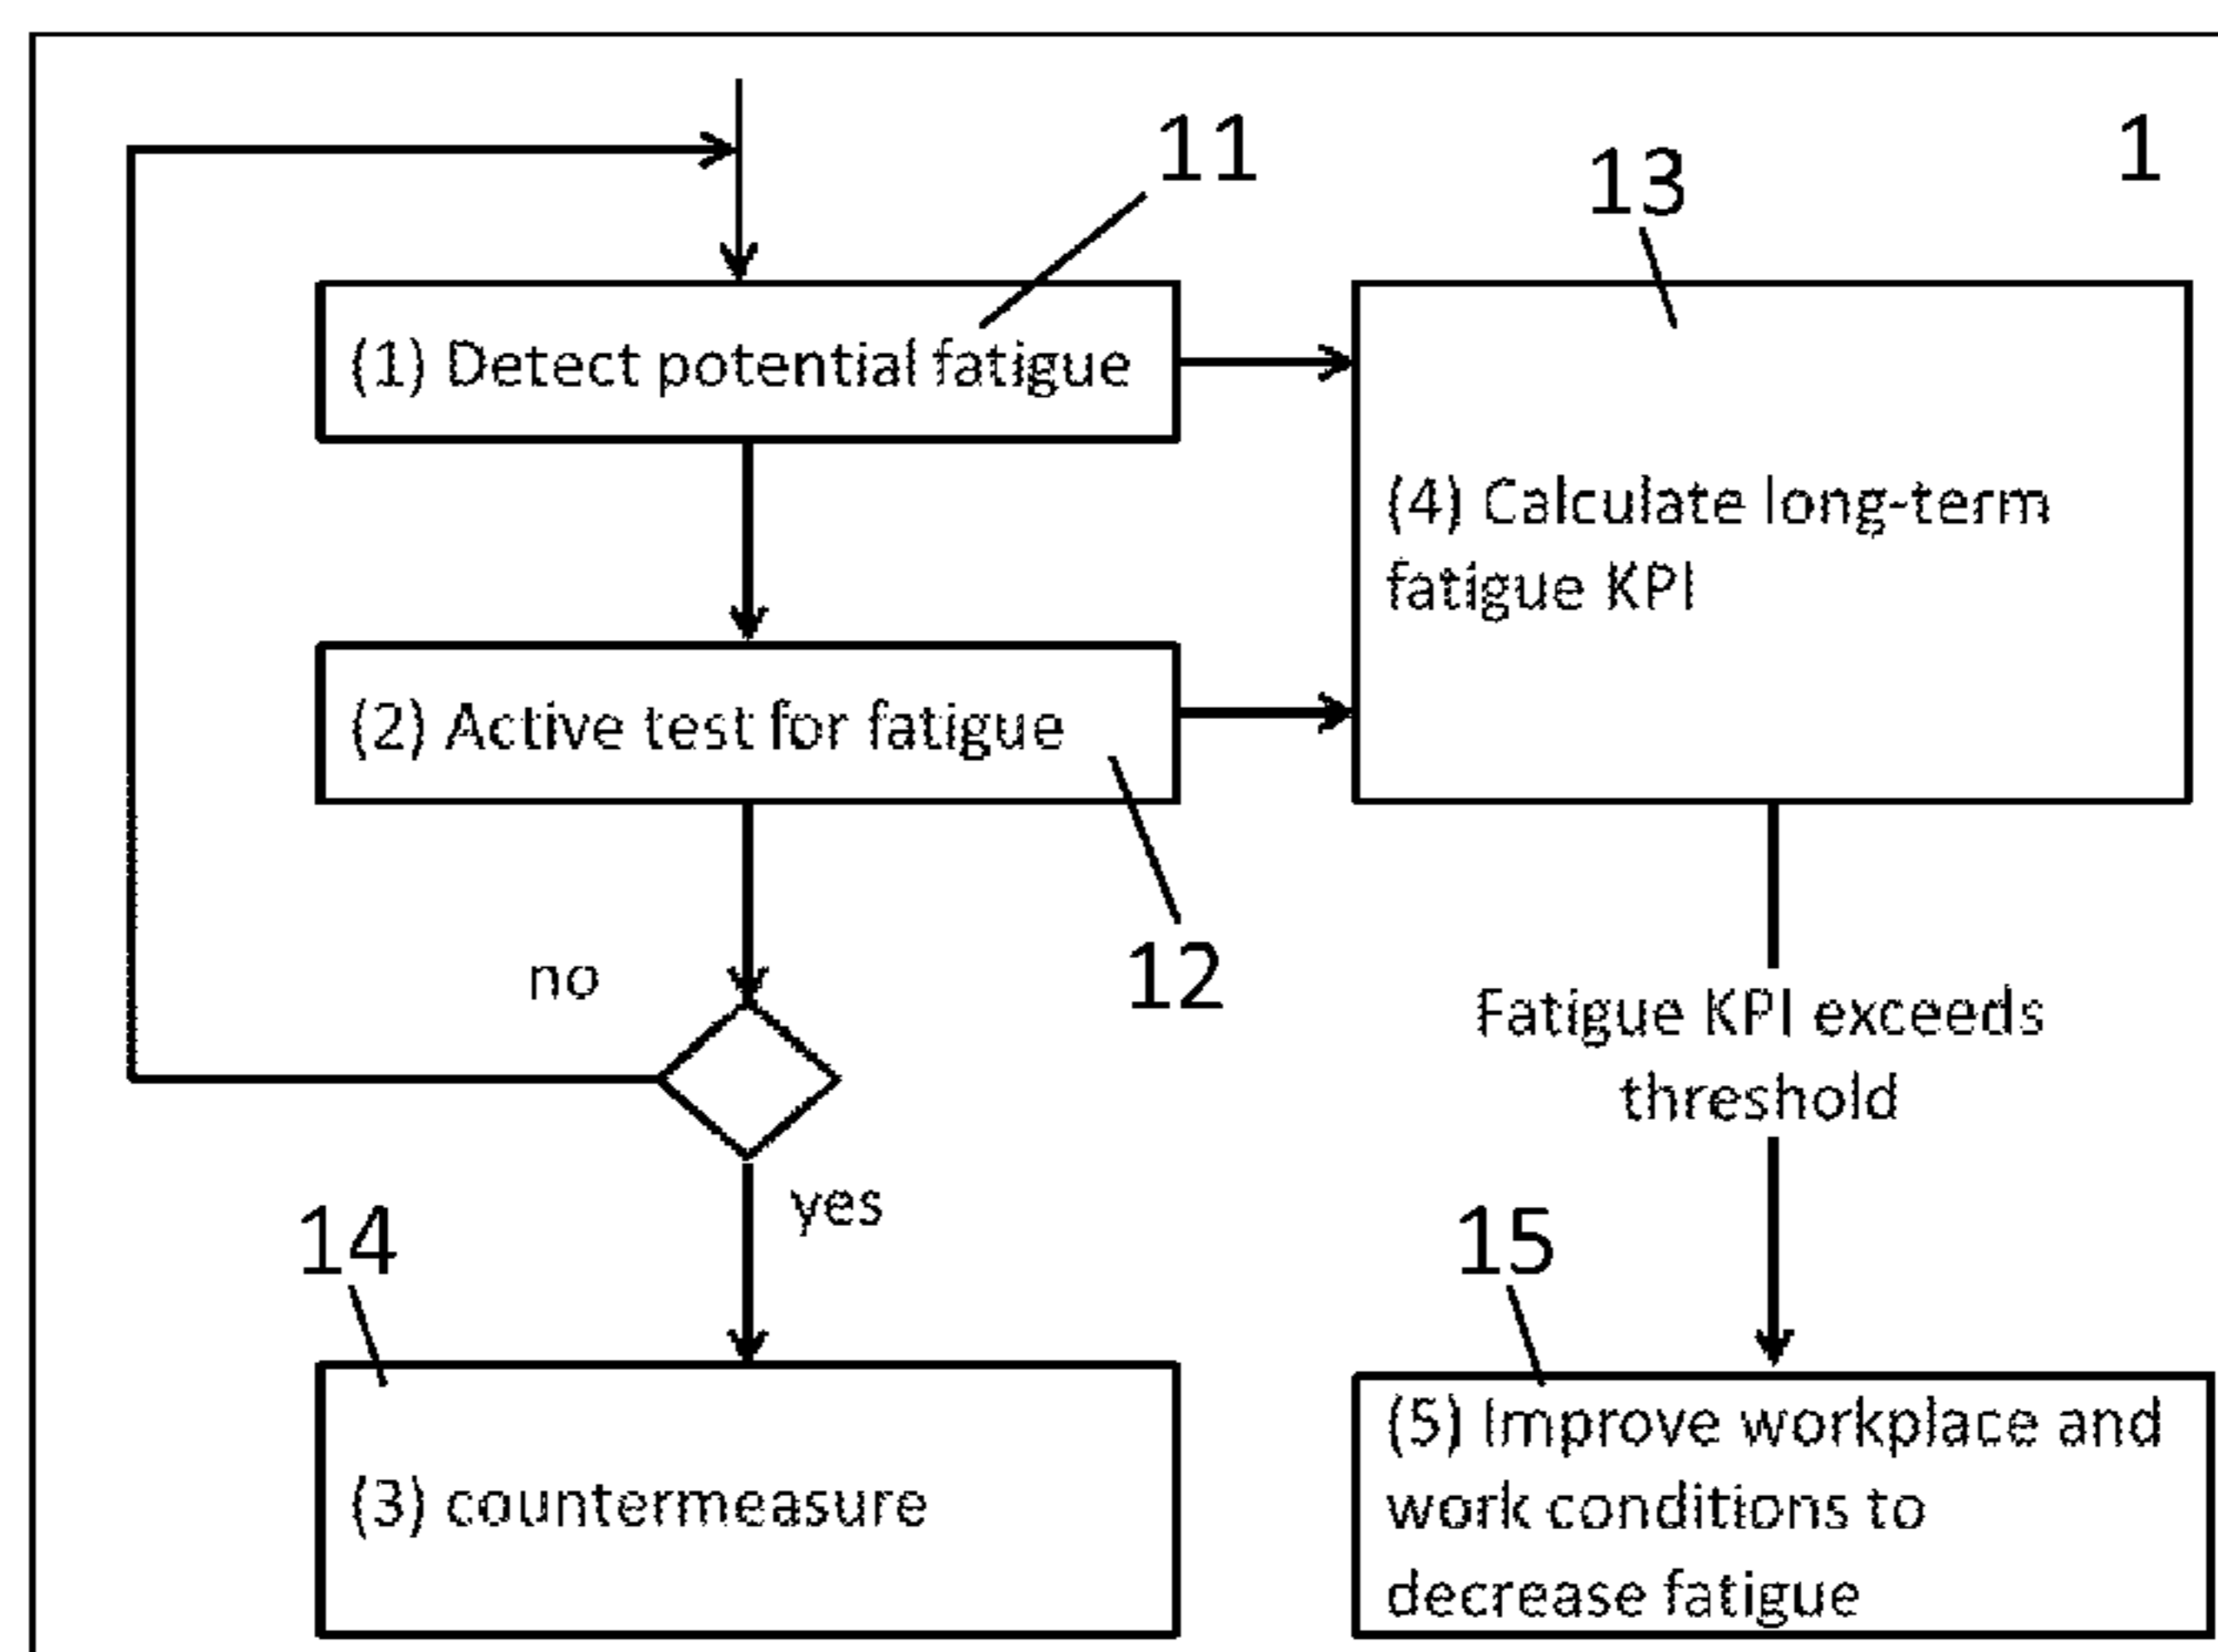 11
13
1
(1) Detect potential fatigue
(4) Calculate long-term
fatigue KPI
(2) Active test for fatigue
no
12
Fatigue KPI exceeds
threshold
yes
14
15
(3) countermeasure
(5) Improve workplace and
work conditions to
decrease fatigue